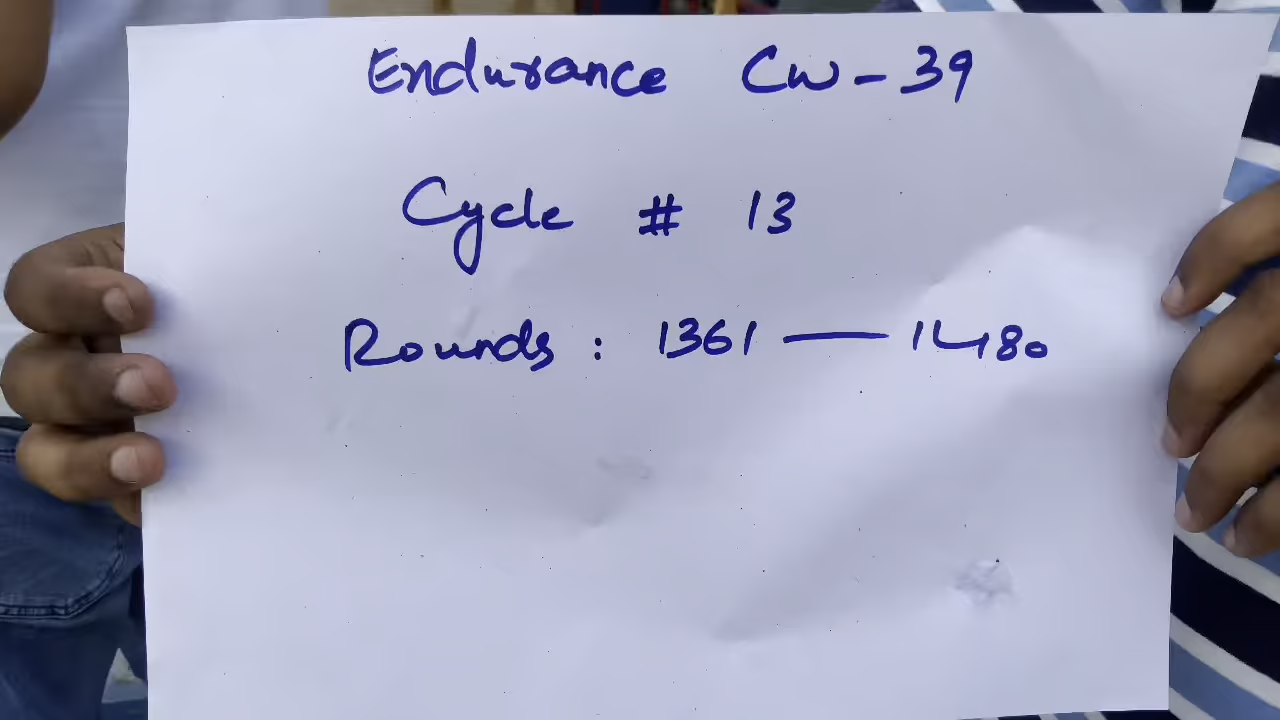 Endurance CW - 39
Cycle # 13
Rounds : 1361 — 1480